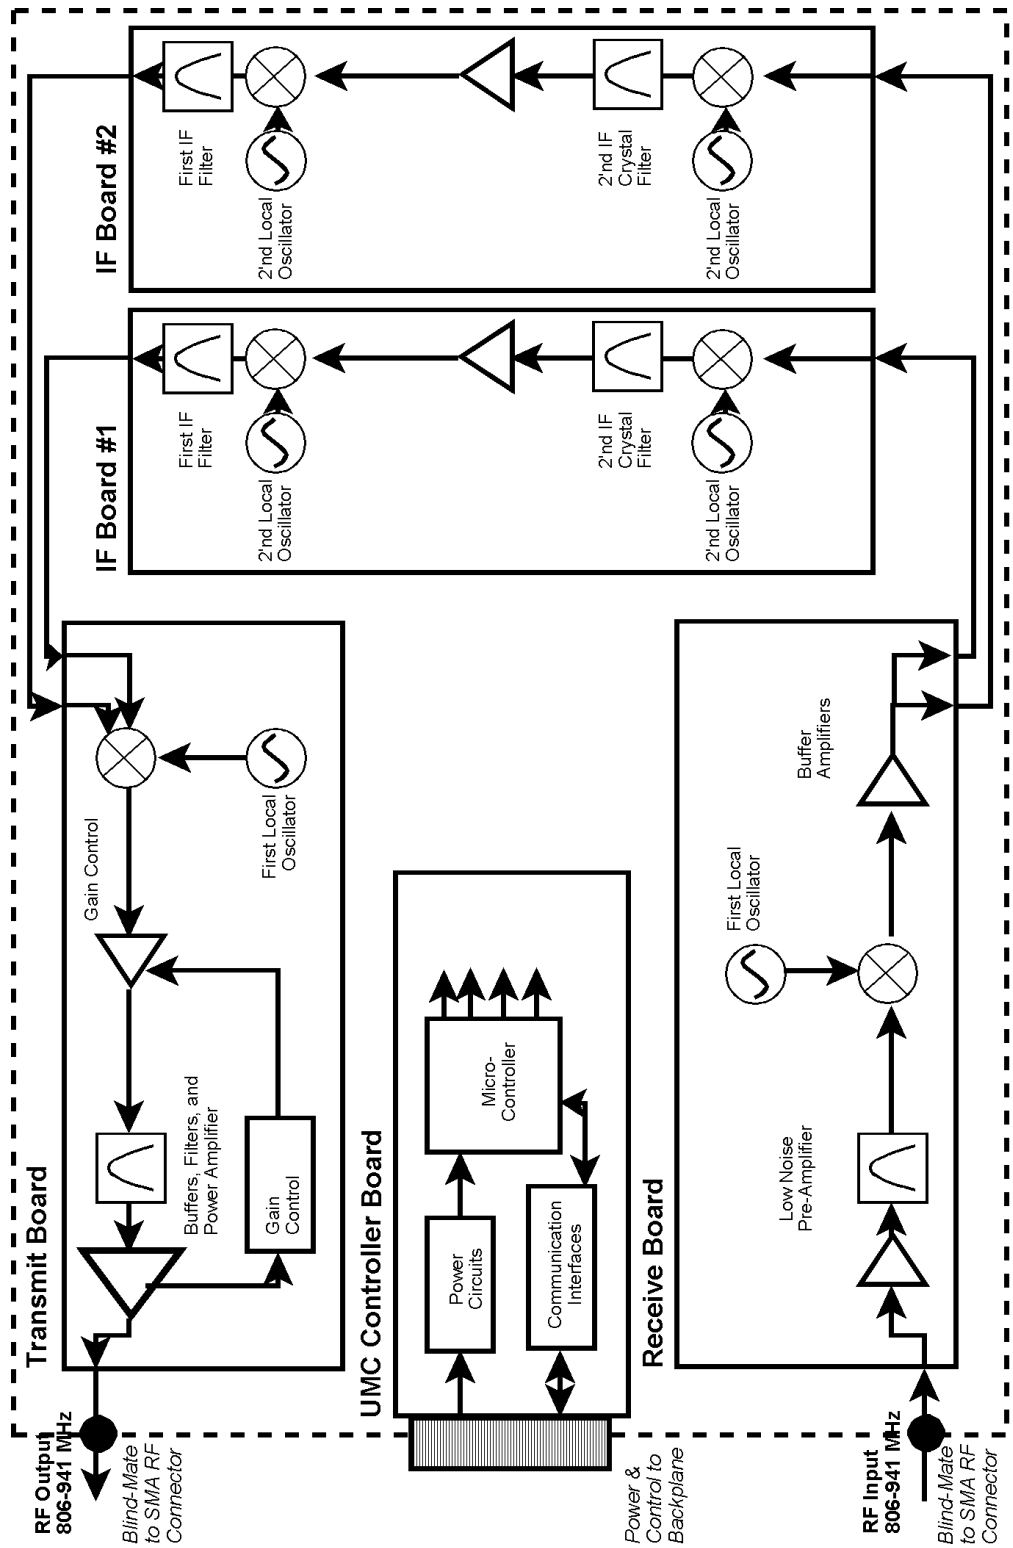 RF Output
806-941 MHz
Blind-Mate
to SMA RF
Connector
Transmit Board
Buffers, Filters, and
Power Amplifier
Gain
Control
Gain Control
First Local
Oscillator
UMC Controller Board
Power
Circuits
Communication
Interfaces
Micro-
Controller
Power &
Control to
Backplane
Receive Board
RF Input
806-941 MHz
Blind-Mate
to SMA RF
Connector
Low Noise
Pre-Amplifier
First Local
Oscillator
Buffer
Amplifiers
IF Board #1
First IF
Filter
2'nd Local
Oscillator
2'nd IF
Crystal
Filter
2'nd Local
Oscillator
IF Board #2
First IF
Filter
2'nd Local
Oscillator
2'nd IF
Crystal
Filter
2'nd Local
Oscillator